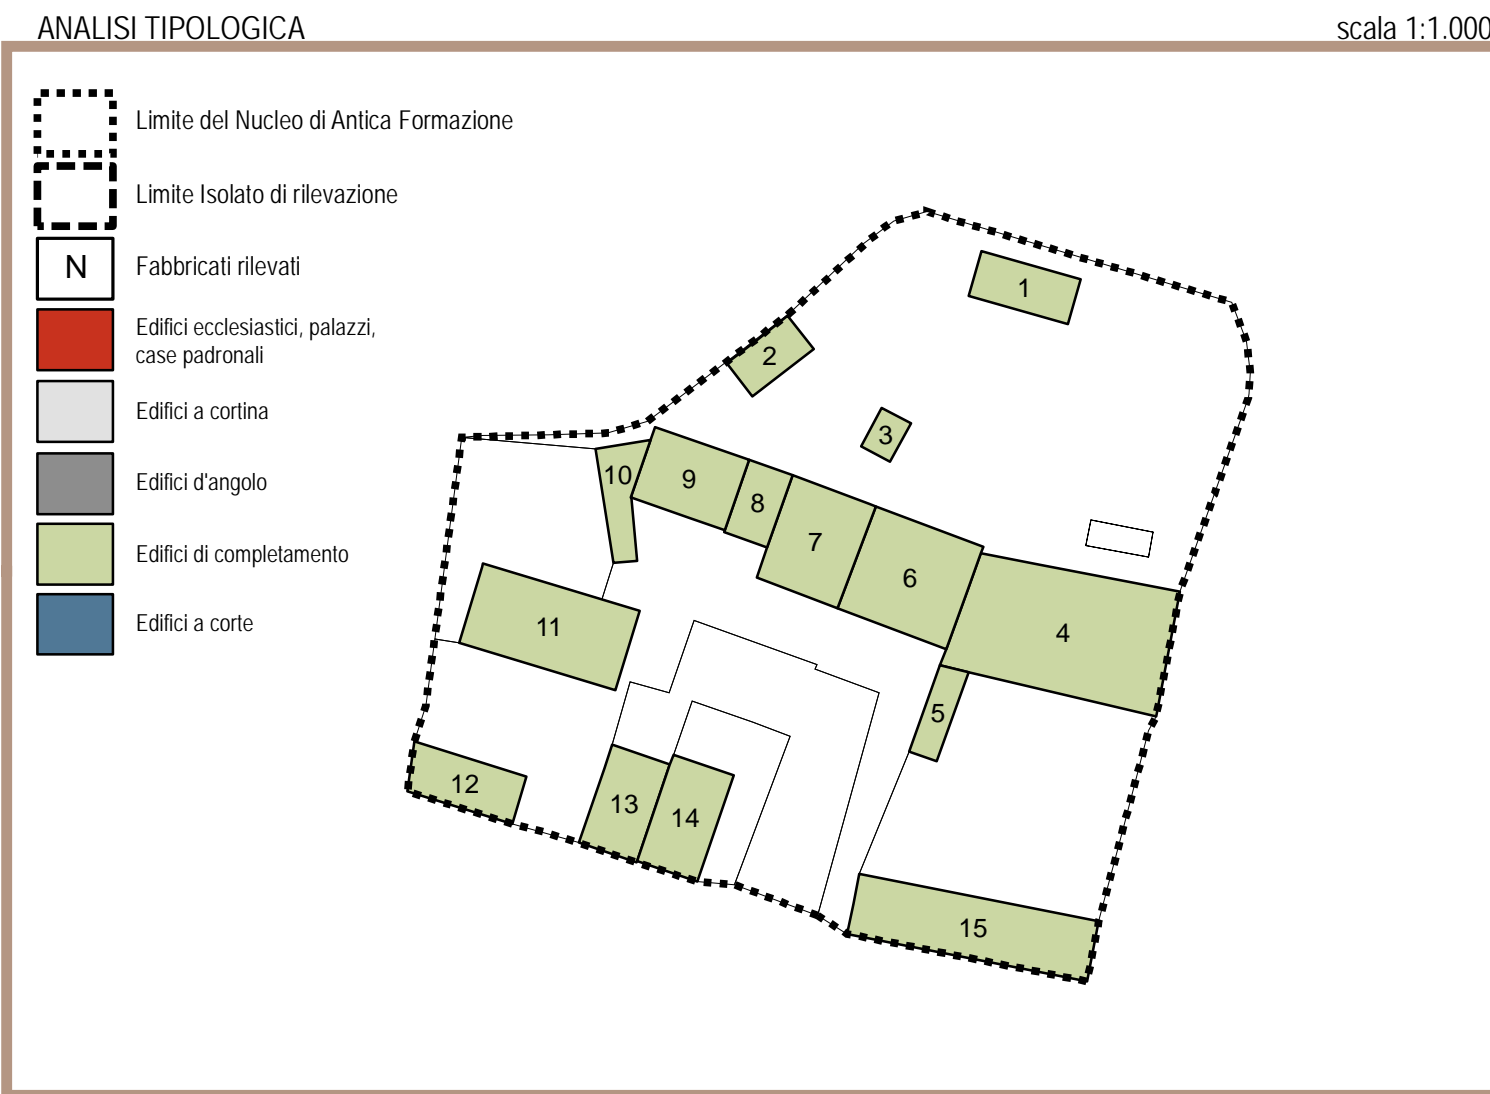 ANALISI TIPOLOGICA
scala 1:1.000
Limite del Nucleo di Antica Formazione
Limite Isolato di rilevazione
N
Fabbricati rilevati
Edifici ecclesiastici, palazzi,
case padronali
Edifici a cortina
Edifici d'angolo
Edifici di completamento
Edifici a corte
1
2
3
10
9
8
7
6
4
11
5
12
13
14
15